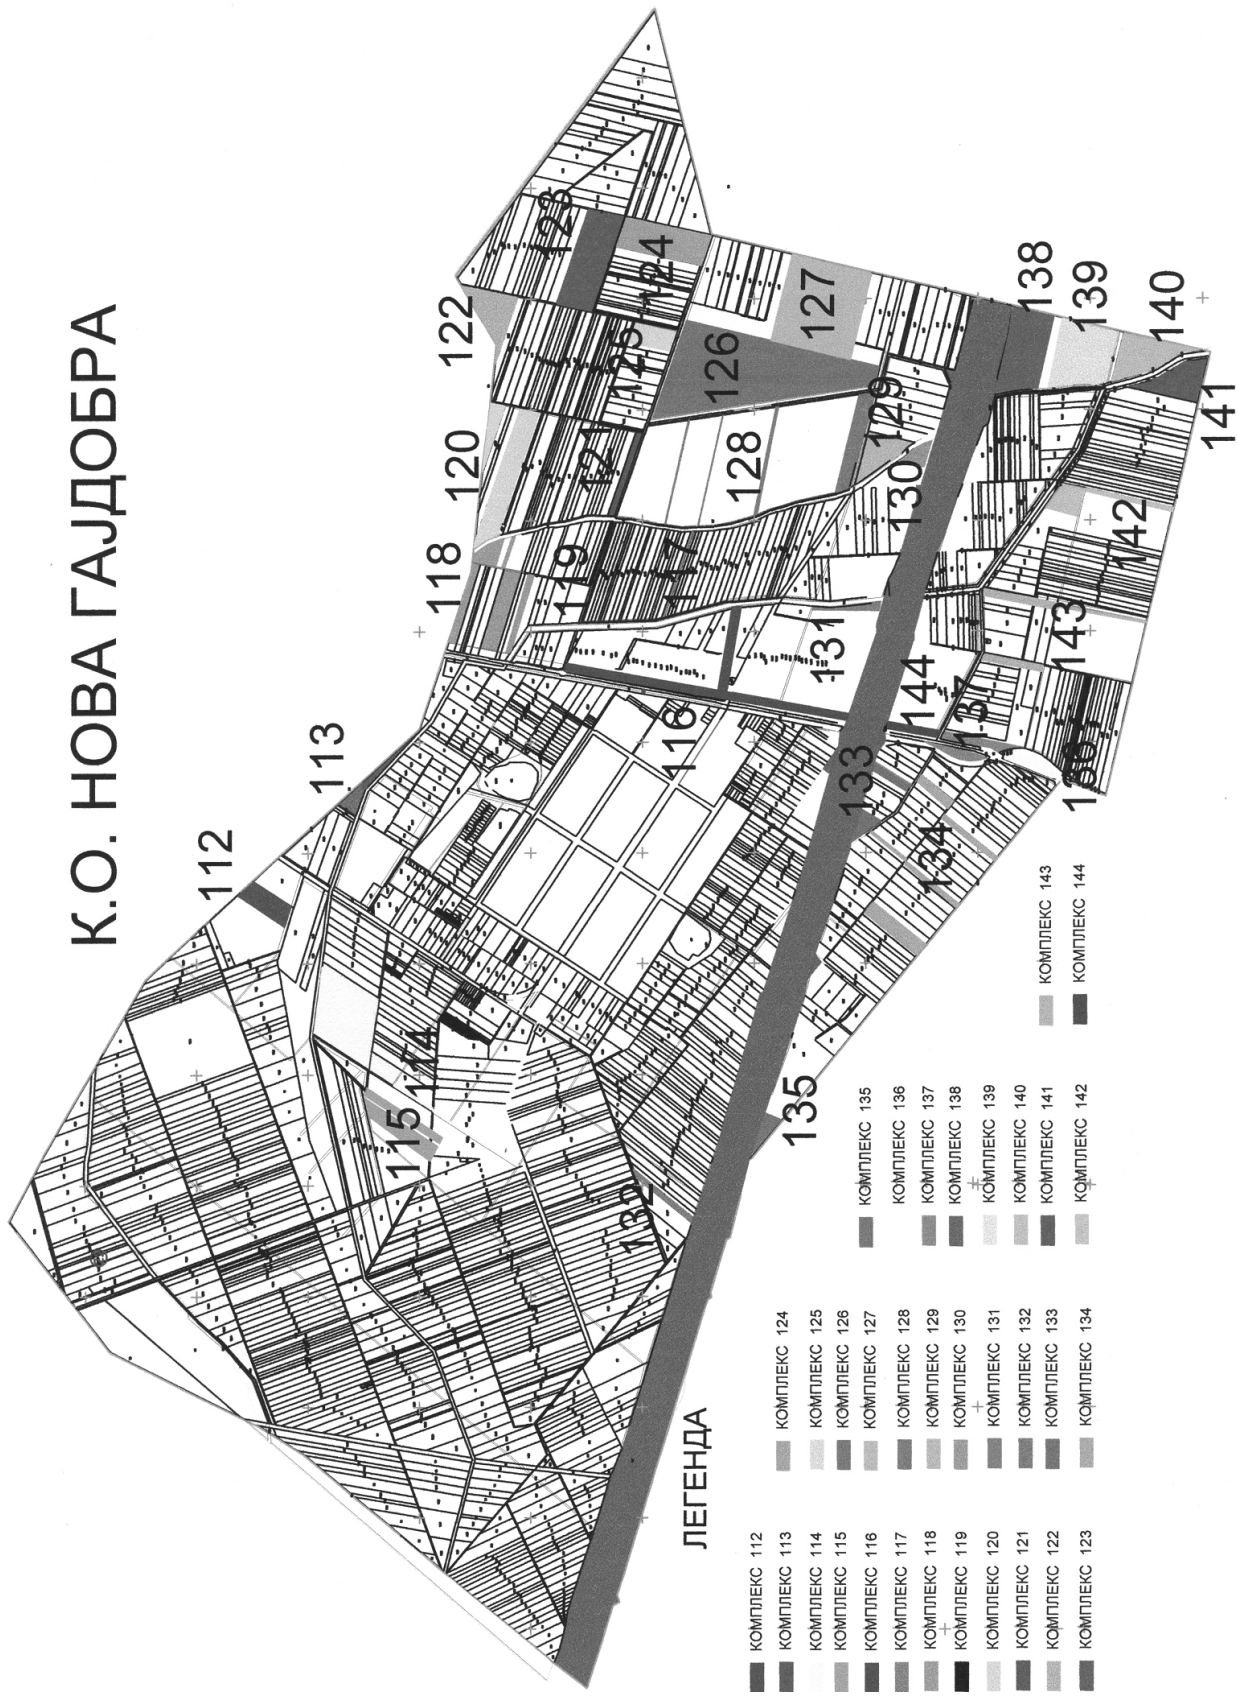 К.О. НОВА ГАЈДОБРА
112
113
115
114
118
122
120
123
119
121
125
132
124
117
116
126
128
135
127
131
133
129
130
144
134
137
138
143
136
139
142
140
141
ЛЕГЕНДА
КОМПЛЕКС 112
КОМПЛЕКС 113
КОМПЛЕКС 114
КОМПЛЕКС 115
КОМПЛЕКС 116
КОМПЛЕКС 117
КОМПЛЕКС 118
КОМПЛЕКС 119
КОМПЛЕКС 120
КОМПЛЕКС 121
КОМПЛЕКС 122
КОМПЛЕКС 123
КОМПЛЕКС 124
КОМПЛЕКС 125
КОМПЛЕКС 126
КОМПЛЕКС 127
КОМПЛЕКС 128
КОМПЛЕКС 129
КОМПЛЕКС 130
КОМПЛЕКС 131
КОМПЛЕКС 132
КОМПЛЕКС 133
КОМПЛЕКС 134
КОМПЛЕКС 135
КОМПЛЕКС 136
КОМПЛЕКС 137
КОМПЛЕКС 138
КОМПЛЕКС 139
КОМПЛЕКС 140
КОМПЛЕКС 141
КОМПЛЕКС 142
КОМПЛЕКС 143
КОМПЛЕКС 144